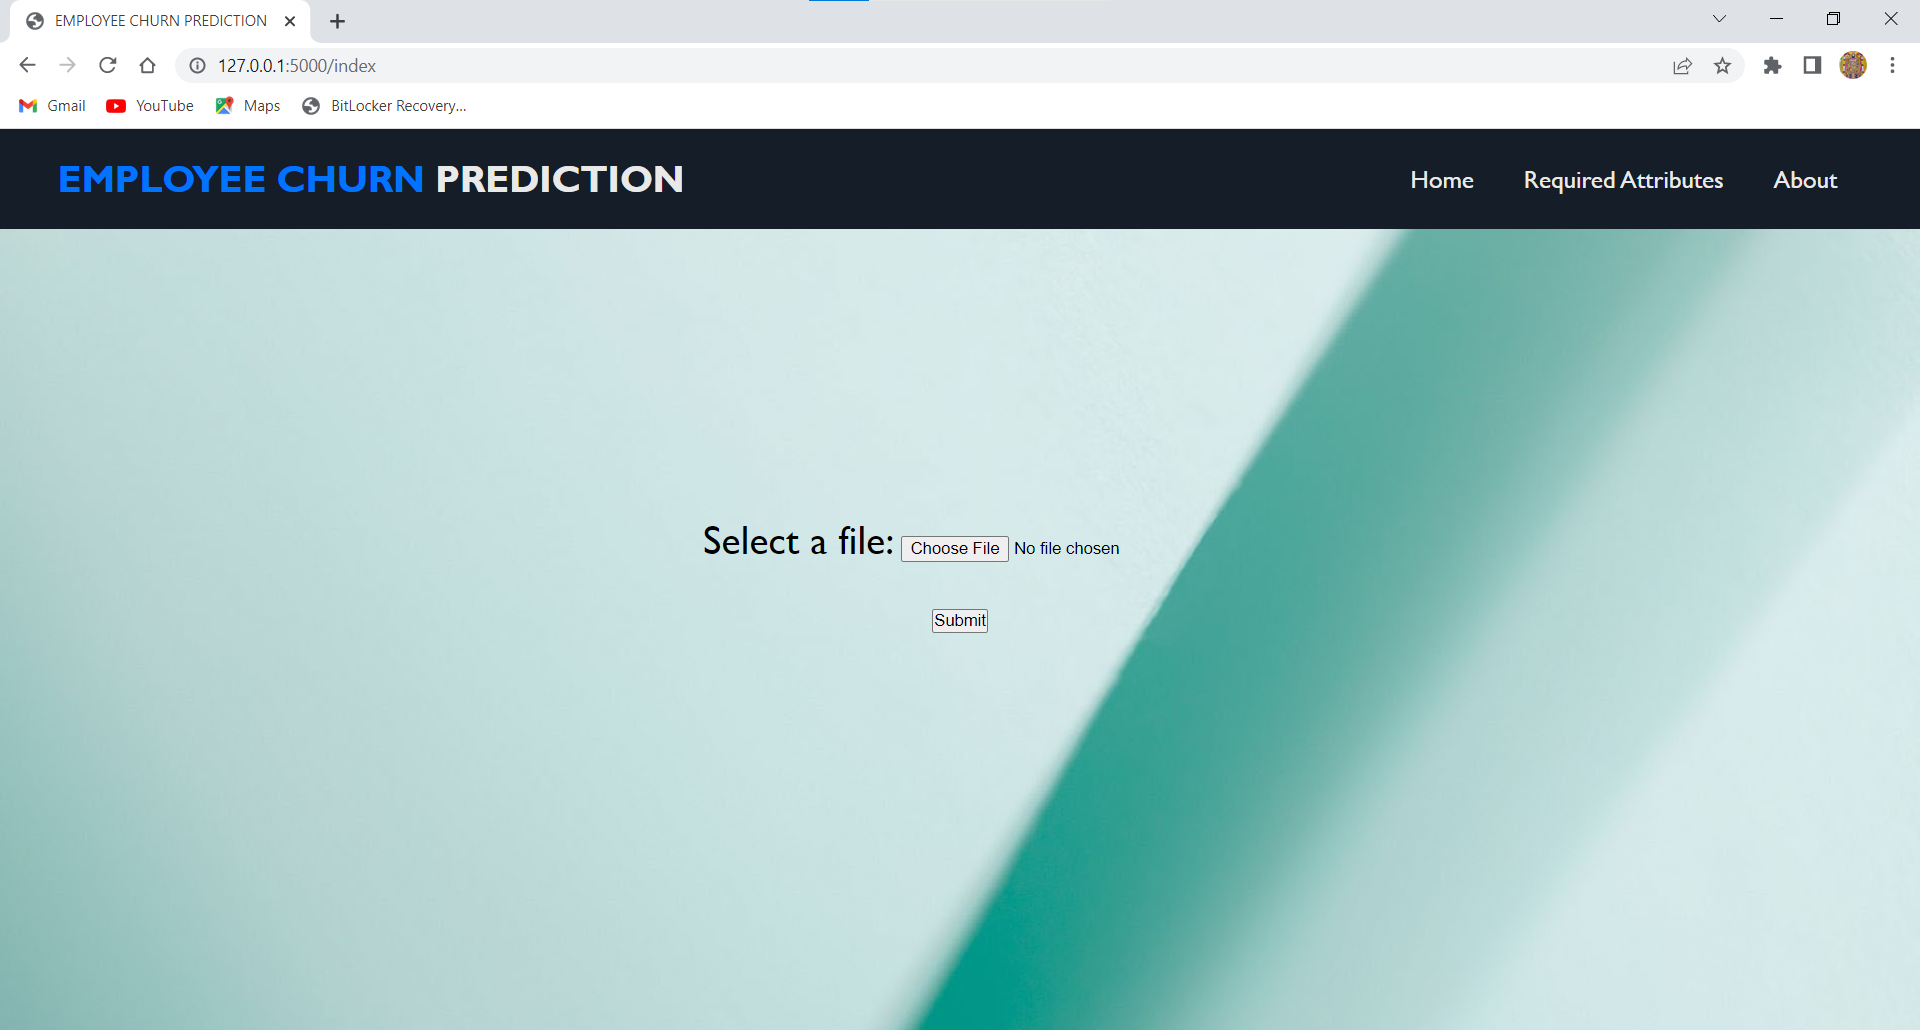 EMPLOYEE CHURN PREDICTION
127.0.0.1:5000/index
Gmail YouTube Maps BitLocker Recovery...
EMPLOYEE CHURN PREDICTION Home Required Attributes About
Select a file: Choose File No file chosen
Submit